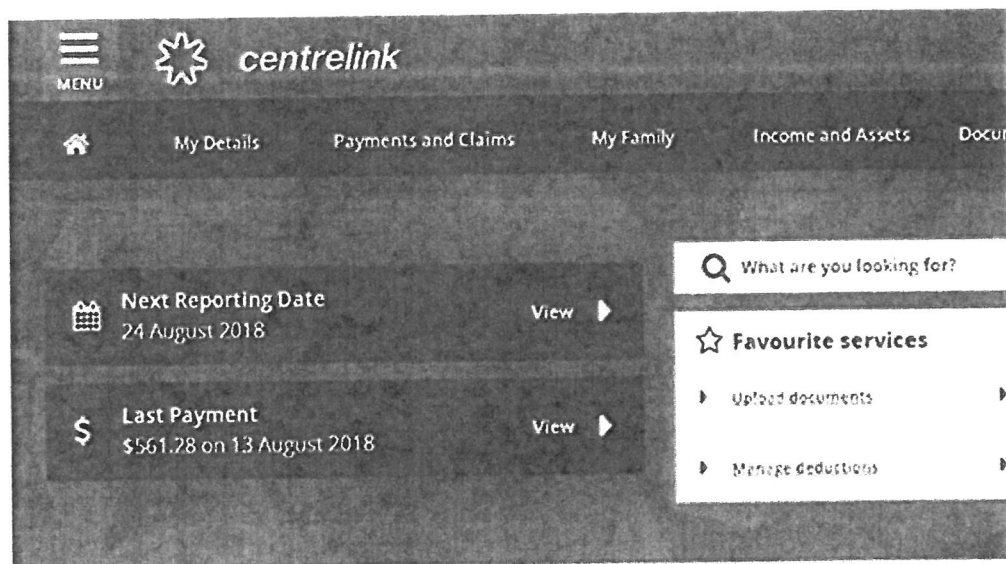 MENU
centrelink
My Details
Payments and Claims
My Family
Income and Assets
Docum
Next Reporting Date
24 August 2018
View
Last Payment
$561.28 on 13 August 2018
View
What are you looking for?
Favourite services
Upload documents
Manage deductions